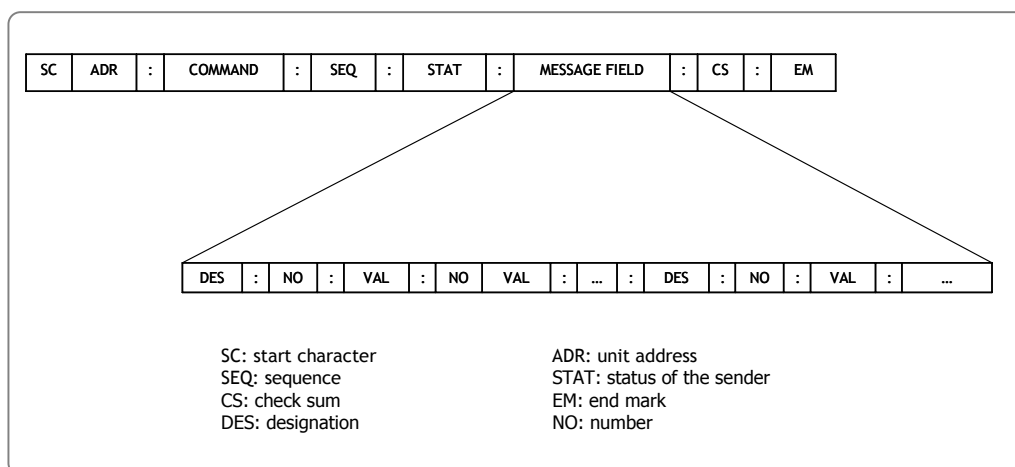 SC ADR : COMMAND : SEQ : STAT : MESSAGE FIELD : CS : EM
DES : NO : VAL : NO VAL : ... : DES : NO : VAL : ...
SC: start character ADR: unit address
SEQ: sequence STAT: status of the sender
CS: check sum EM: end mark
DES: designation NO: number